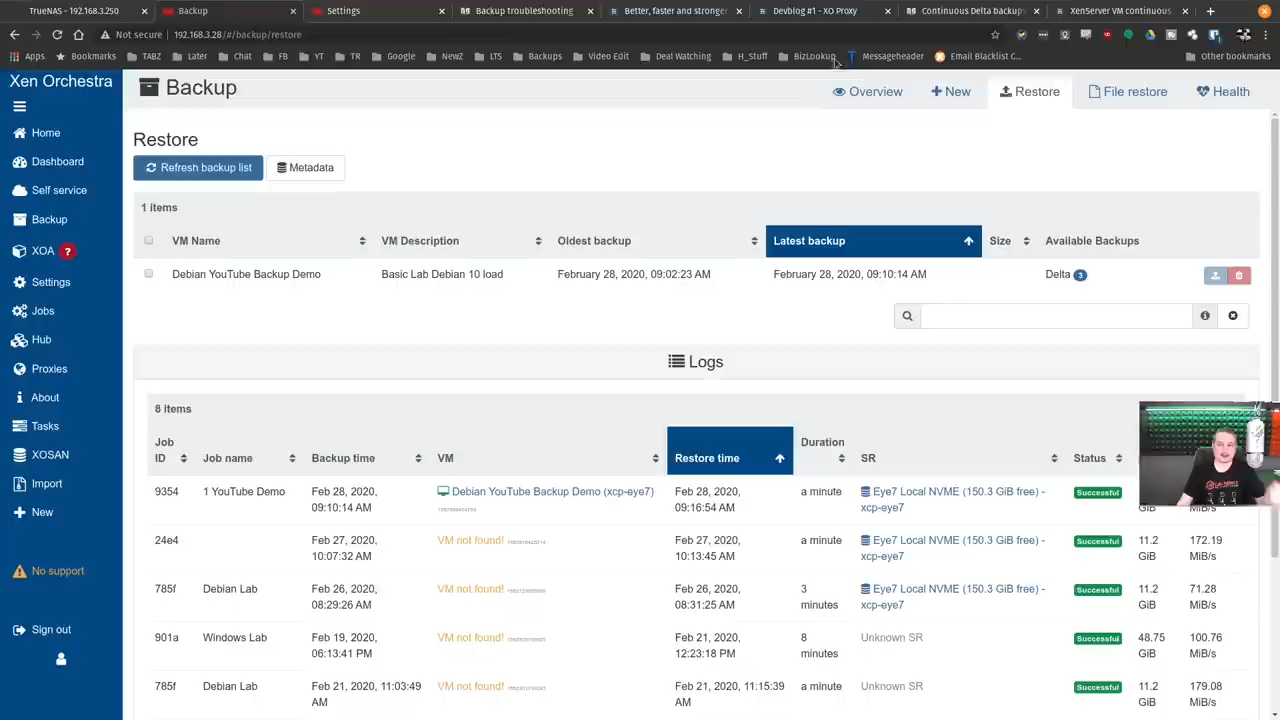 TrueNAS - 192.168.3.250
Backup
Settings
Backup troubleshooting
Better, faster and stronger
Devblog #1 - XO Proxy
Continuous Delta backups
XenServer VM continuous
Not secure
192.168.3.28/#/backup/restore
Apps
Bookmarks
TABZ
Later
Chat
FB
YT
TR
Google
NewZ
LTS
Backups
Video Edit
Deal Watching
H_Stuff
BizLookup
Messageheader
Email Blacklist C...
Other bookmarks
Xen Orchestra
Home
Dashboard
Self service
Backup
XOA ?
Settings
Jobs
Hub
Proxies
About
Tasks
XOSAN
Import
New
No support
Sign out
Backup
Overview
New
Restore
File restore
Health
Restore
Refresh backup list
Metadata
1 items
VM Name
VM Description
Oldest backup
Latest backup
Size
Available Backups
Debian YouTube Backup Demo
Basic Lab Debian 10 load
February 28, 2020, 09:02:23 AM
February 28, 2020, 09:10:14 AM
Delta 3
Logs
8 items
Job ID
Job name
Backup time
VM
Restore time
Duration
SR
Status
9354
1 YouTube Demo
Feb 28, 2020,
09:10:14 AM
Debian YouTube Backup Demo (xcp-eye7)
Feb 28, 2020,
09:16:54 AM
a minute
Eye7 Local NVME (150.3 GiB free) -
xcp-eye7
Successful
GiB
MiB/s
24e4
Feb 27, 2020,
10:07:32 AM
VM not found!
Feb 27, 2020,
10:13:45 AM
a minute
Eye7 Local NVME (150.3 GiB free) -
xcp-eye7
Successful
11.2
GiB
172.19
MiB/s
785f
Debian Lab
Feb 26, 2020,
08:29:26 AM
VM not found!
Feb 26, 2020,
08:31:25 AM
3
minutes
Eye7 Local NVME (150.3 GiB free) -
xcp-eye7
Successful
11.2
GiB
71.28
MiB/s
901a
Windows Lab
Feb 19, 2020,
06:13:41 PM
VM not found!
Feb 21, 2020,
12:23:18 PM
8
minutes
Unknown SR
Successful
48.75
GiB
100.76
MiB/s
785f
Debian Lab
Feb 21, 2020, 11:03:49
AM
VM not found!
Feb 21, 2020, 11:15:39
AM
a minute
Unknown SR
Successful
11.2
GiB
179.08
MiB/s